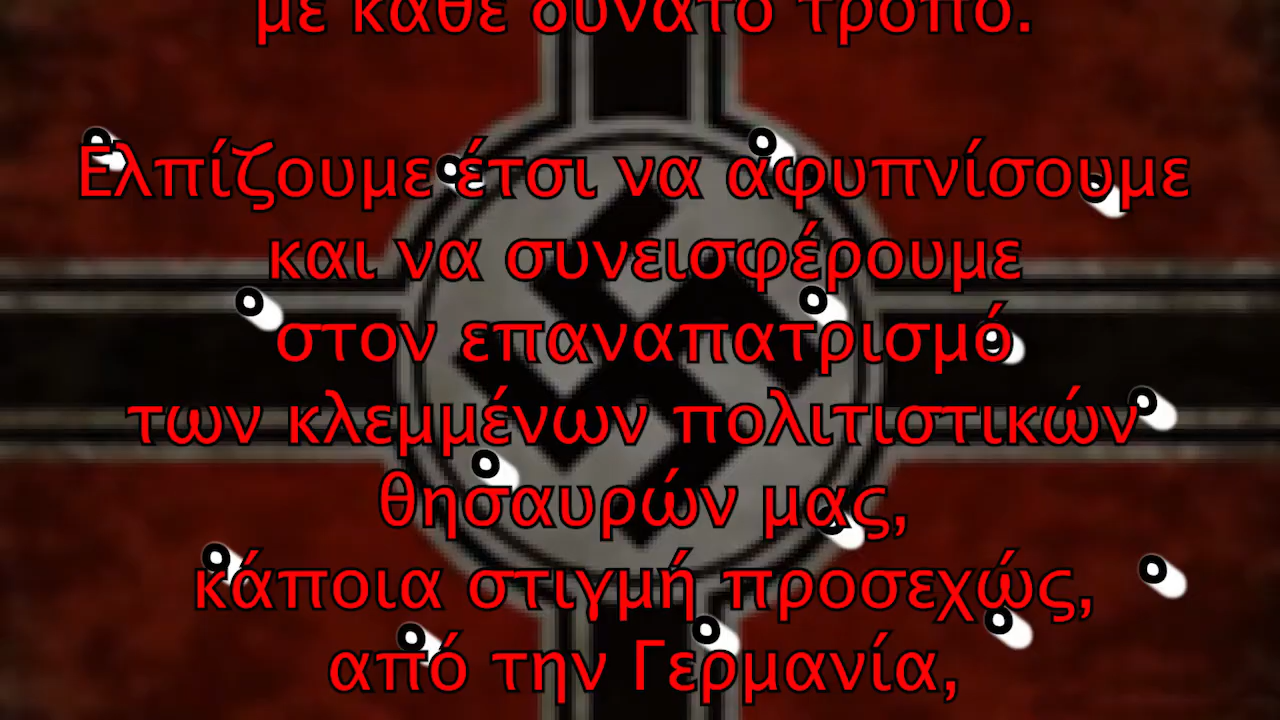 με κάθε δυνατό τρόπο.
Ελπίζουμε έτσι να αφυπνίσουμε
και να συνεισφέρουμε
στον επαναπατρισμό
των κλεμμένων πολιτιστικών
θησαυρών μας,
κάποια στιγμή προσεχώς,
από την Γερμανία,